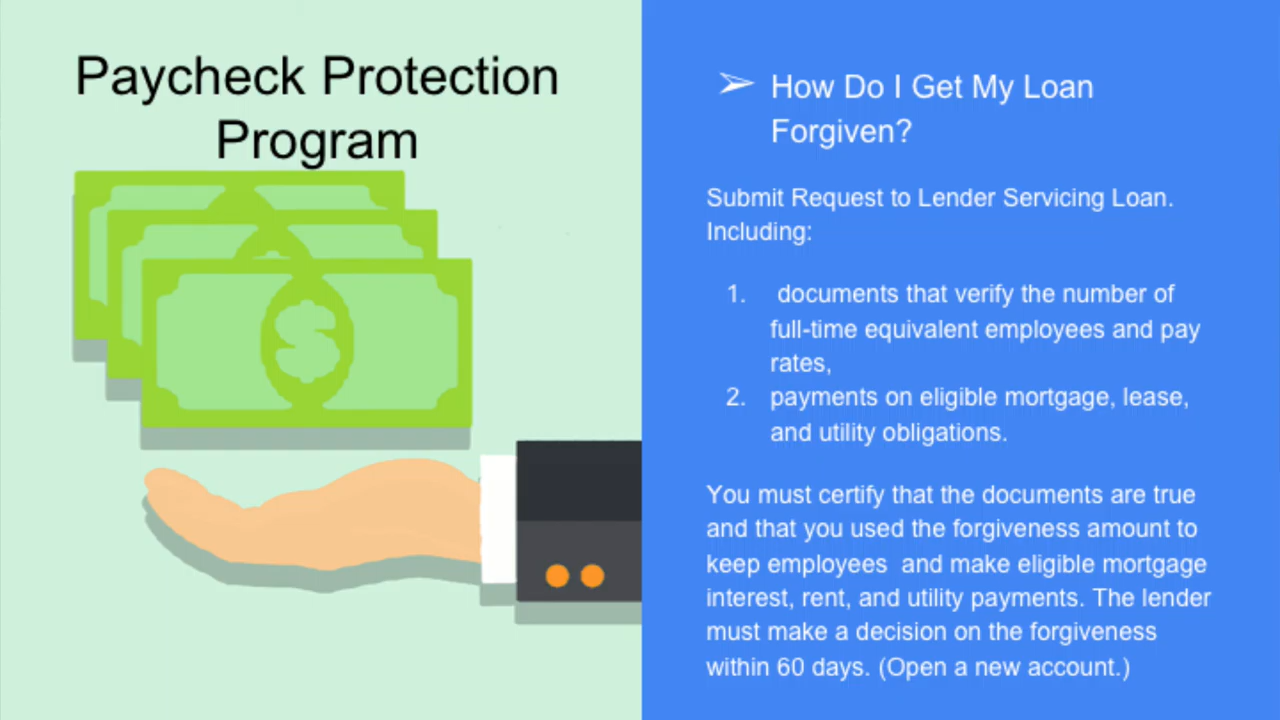 Paycheck Protection
Program
➢ How Do I Get My Loan
Forgiven?
Submit Request to Lender Servicing Loan.
Including:
1. documents that verify the number of
full-time equivalent employees and pay
rates,
2. payments on eligible mortgage, lease,
and utility obligations.
You must certify that the documents are true
and that you used the forgiveness amount to
keep employees and make eligible mortgage
interest, rent, and utility payments. The lender
must make a decision on the forgiveness
within 60 days. (Open a new account.)
$